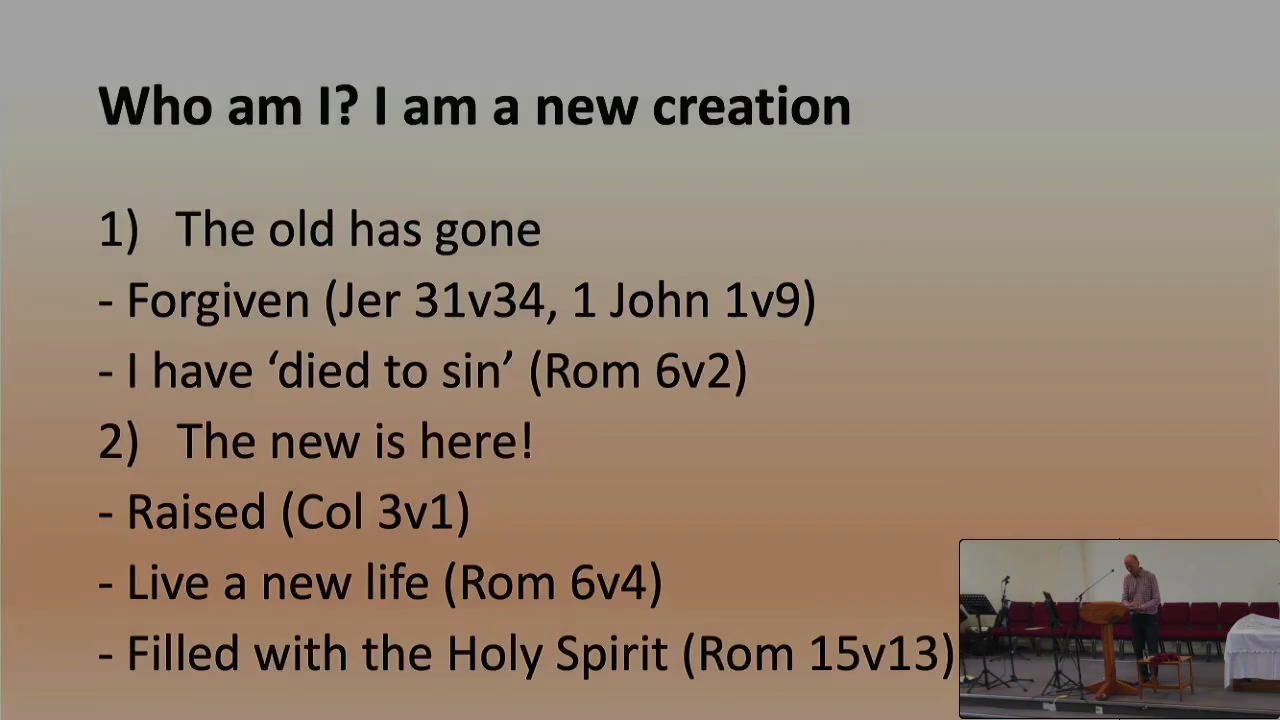 Who am I? I am a new creation
1) The old has gone
- Forgiven (Jer 31v34, 1 John 1v9)
- I have ‘died to sin’ (Rom 6v2)
2) The new is here!
- Raised (Col 3v1)
- Live a new life (Rom 6v4)
- Filled with the Holy Spirit (Rom 15v13)